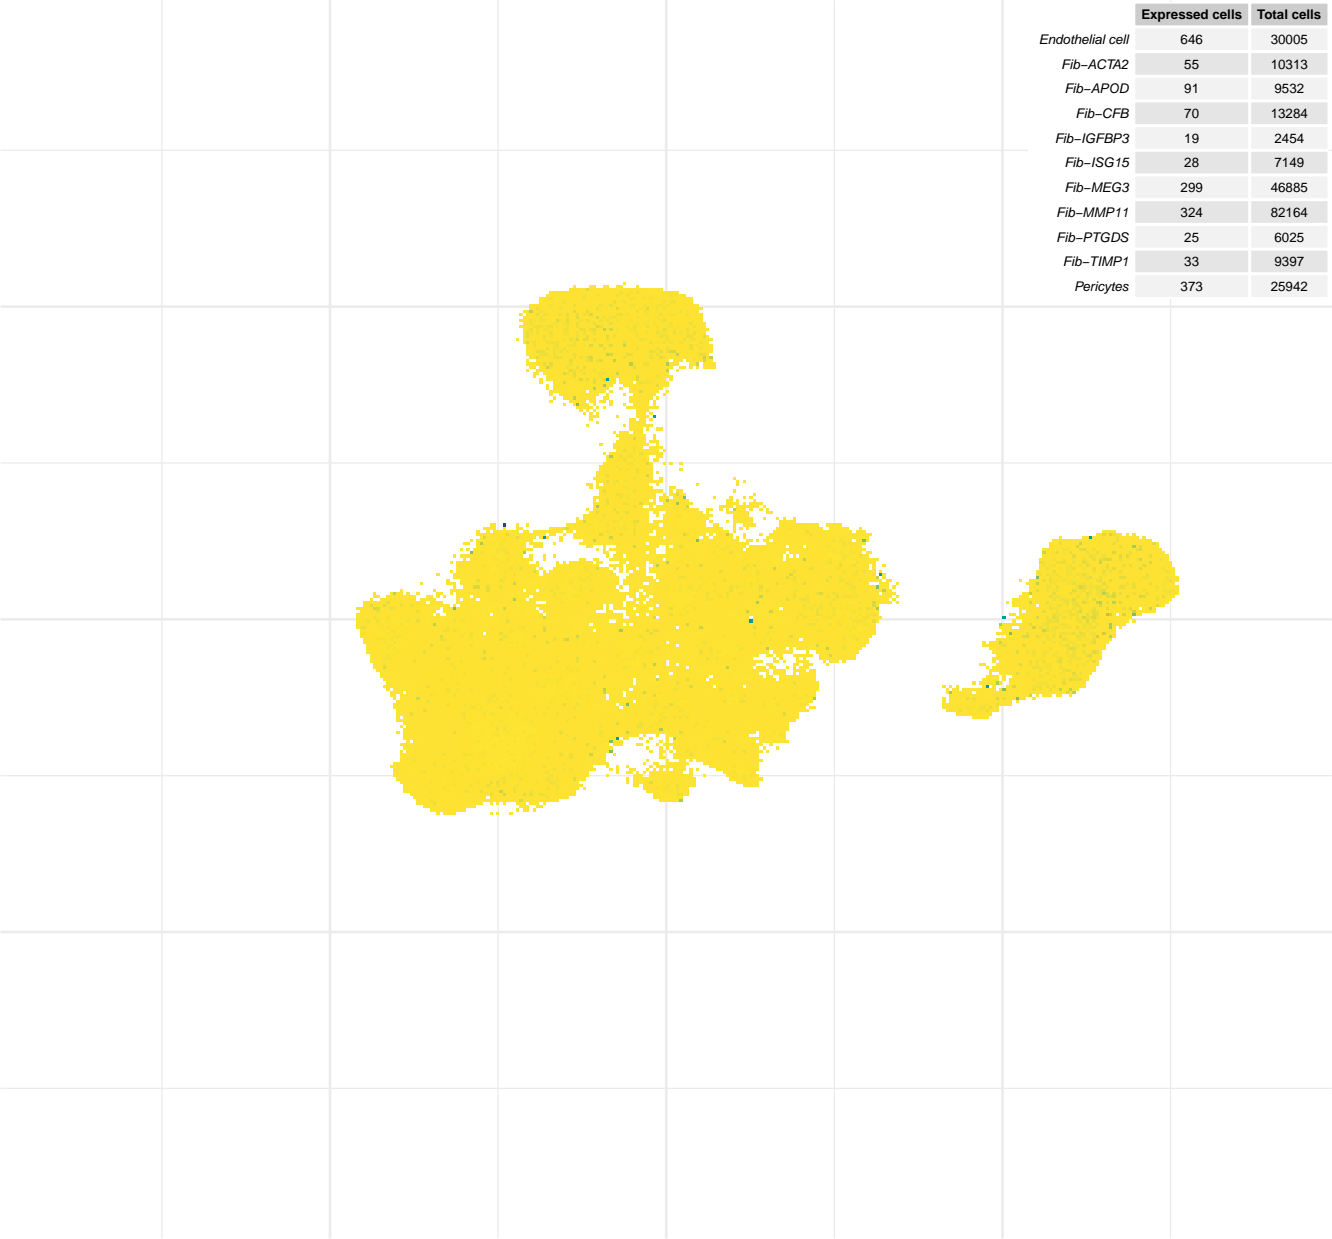 Expressed cells Total cells
Endothelial cell 646 30005
Fib−ACTA2 55 10313
Fib−APOD 91 9532
Fib−CFB 70 13284
Fib−IGFBP3 19 2454
Fib−ISG15 28 7149
Fib−MEG3 299 46885
Fib−MMP11 324 82164
Fib−PTGDS 25 6025
Fib−TIMP1 33 9397
Pericytes 373 25942